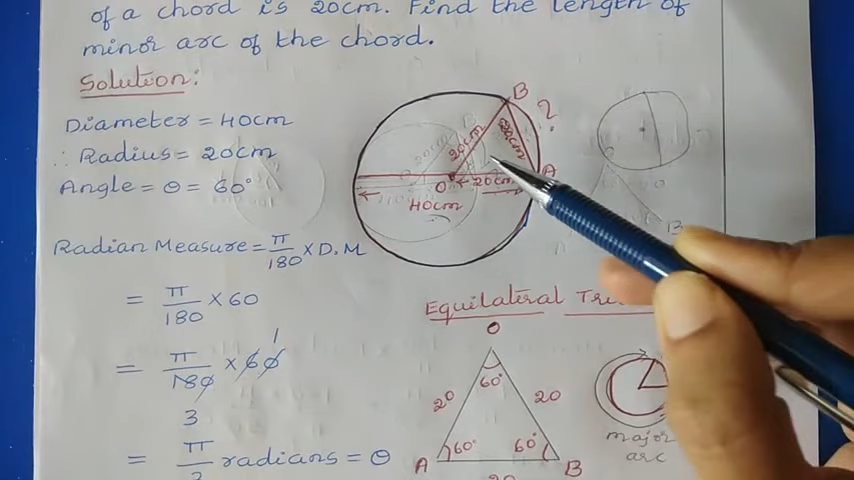 of a chord is 20cm. Find the length of
minor arc of the chord.
Solution:
Diameter = 40cm
∴ Radius = 20cm
Angle = θ = 60°
Radian Measure = π/180 × D.M
= π/180 × 60
= π/180 × 60 1
3
= π/3 radians = θ
B
?
20cm
20cm
A
O
20cm
40cm
Equilateral
O
60°
20
20
60°
60°
A
B
20
major
arc